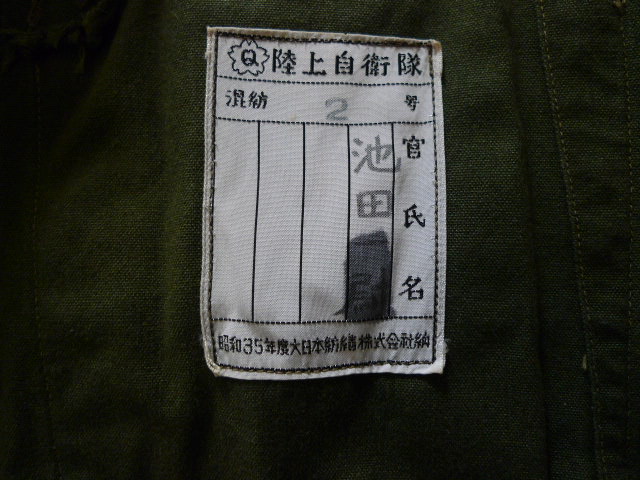 Q 陸上自衛隊
混紡 2 号
官氏名
池田
昭和35年度大日本紡績株式会社納